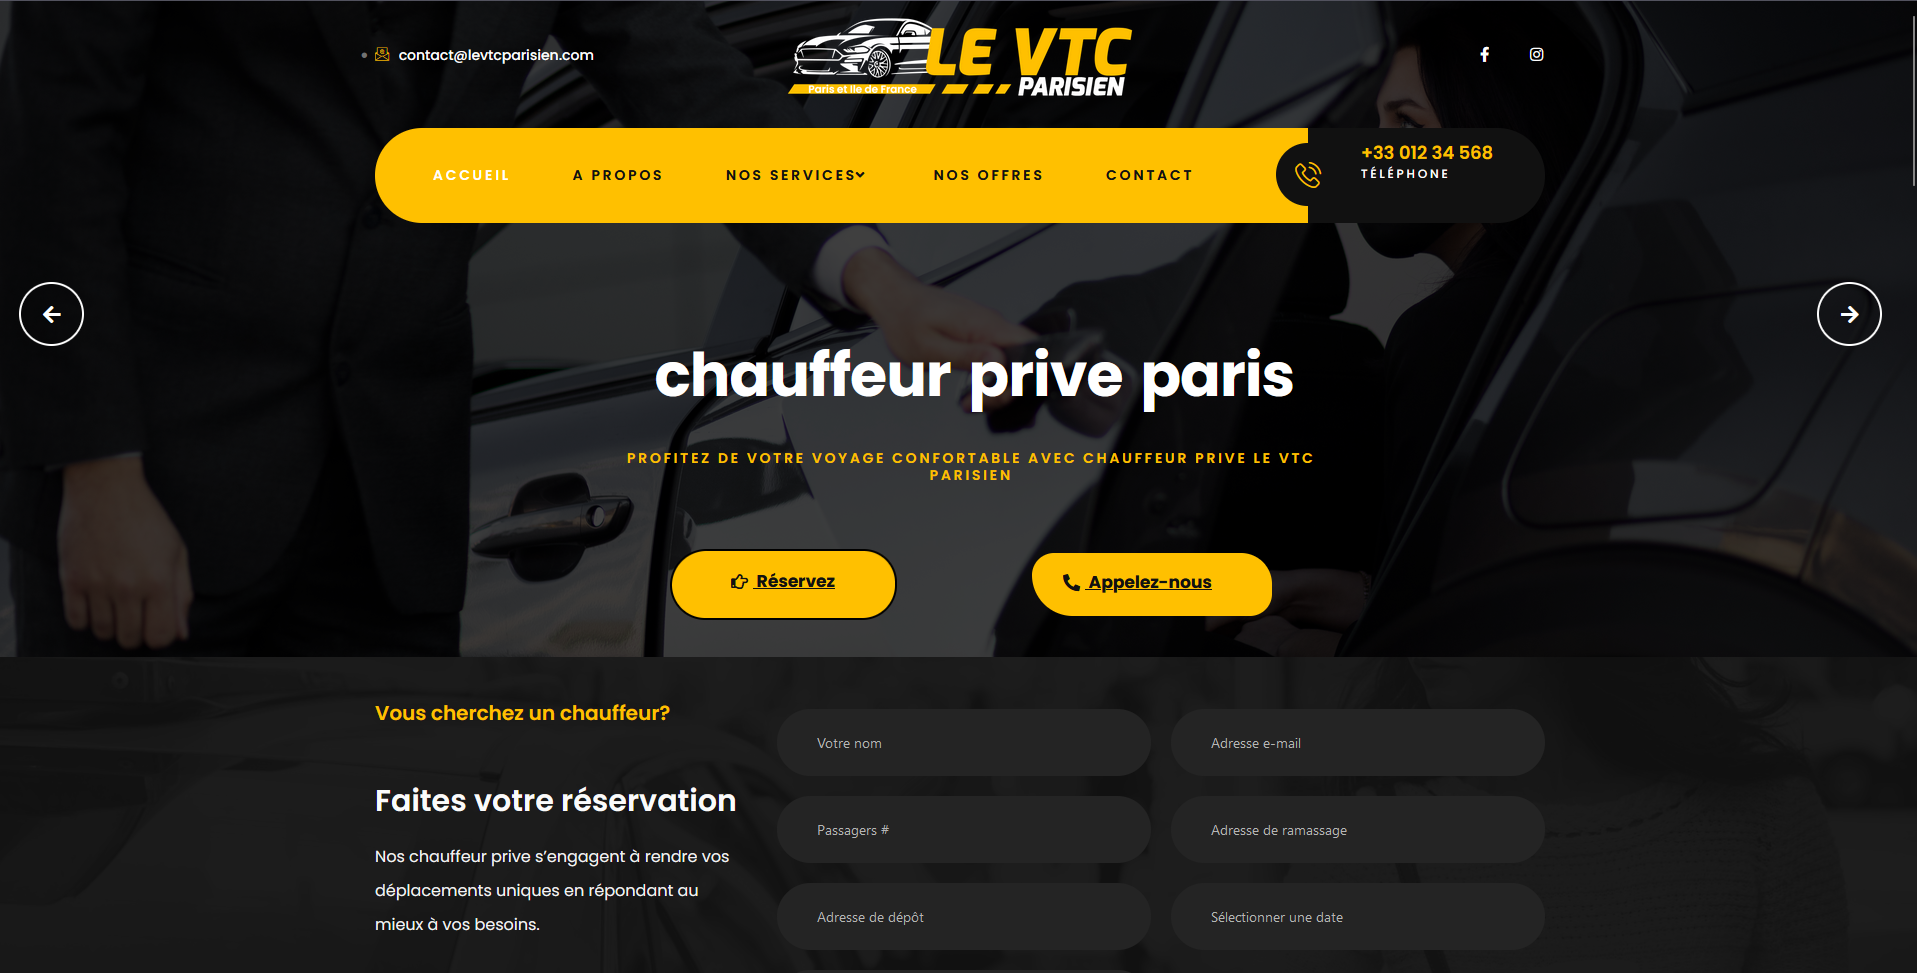 contact@levtcparisien.com
LE VTC
PARISIEN
Paris et Ile de France
ACCUEIL
A PROPOS
NOS SERVICES
NOS OFFRES
CONTACT
+33 012 34 568
TÉLÉPHONE
chauffeur prive paris
PROFITEZ DE VOTRE VOYAGE CONFORTABLE AVEC CHAUFFEUR PRIVE LE VTC
PARISIEN
Réservez
Appelez-nous
Vous cherchez un chauffeur?
Faites votre réservation
Nos chauffeur prive s’engagent à rendre vos
déplacements uniques en répondant au
mieux à vos besoins.
Votre nom
Adresse e-mail
Passagers #
Adresse de ramassage
Adresse de dépôt
Sélectionner une date